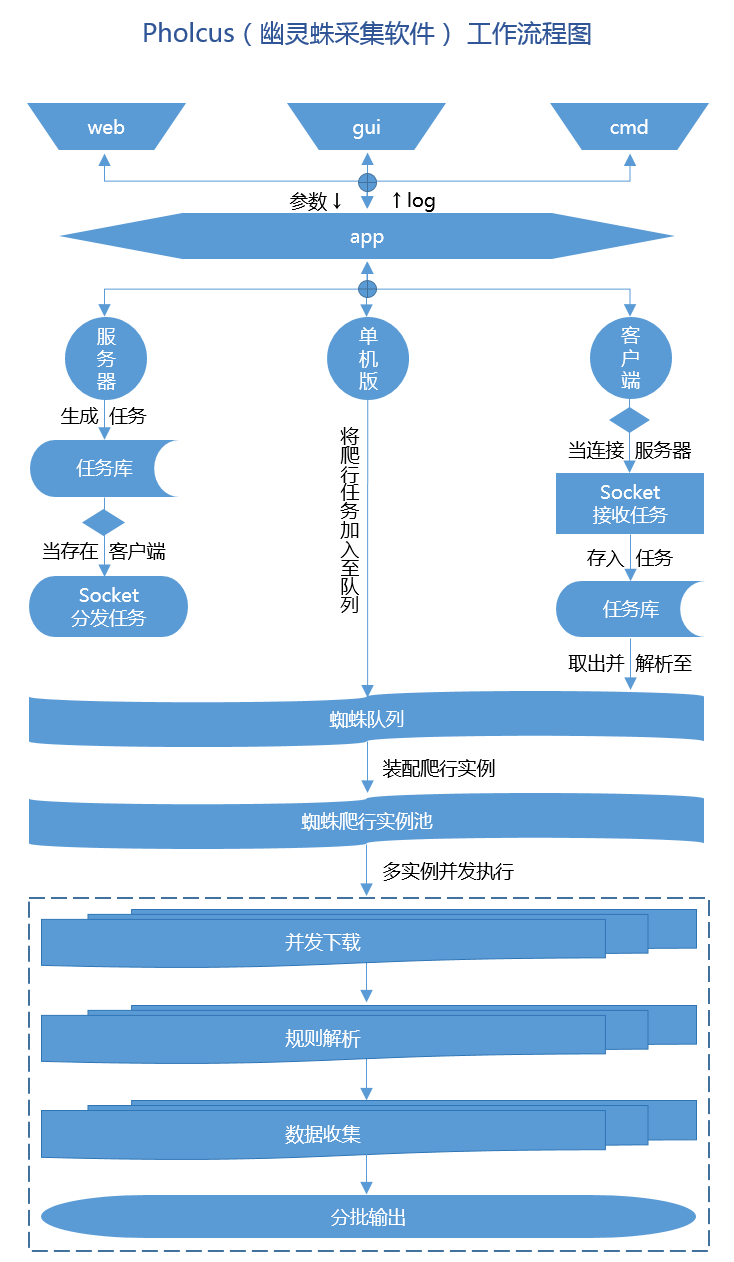 Pholcus（幽灵蛛采集软件） 工作流程图
web
gui
cmd
参数↓
↑log
app
服务器
单机版
客户端
生成 任务
将爬行任务加入至队列
当连接 服务器
任务库
Socket
接收任务
当存在 客户端
存入 任务
Socket
分发任务
任务库
取出并 解析至
蜘蛛队列
装配爬行实例
蜘蛛爬行实例池
多实例并发执行
并发下载
规则解析
数据收集
分批输出